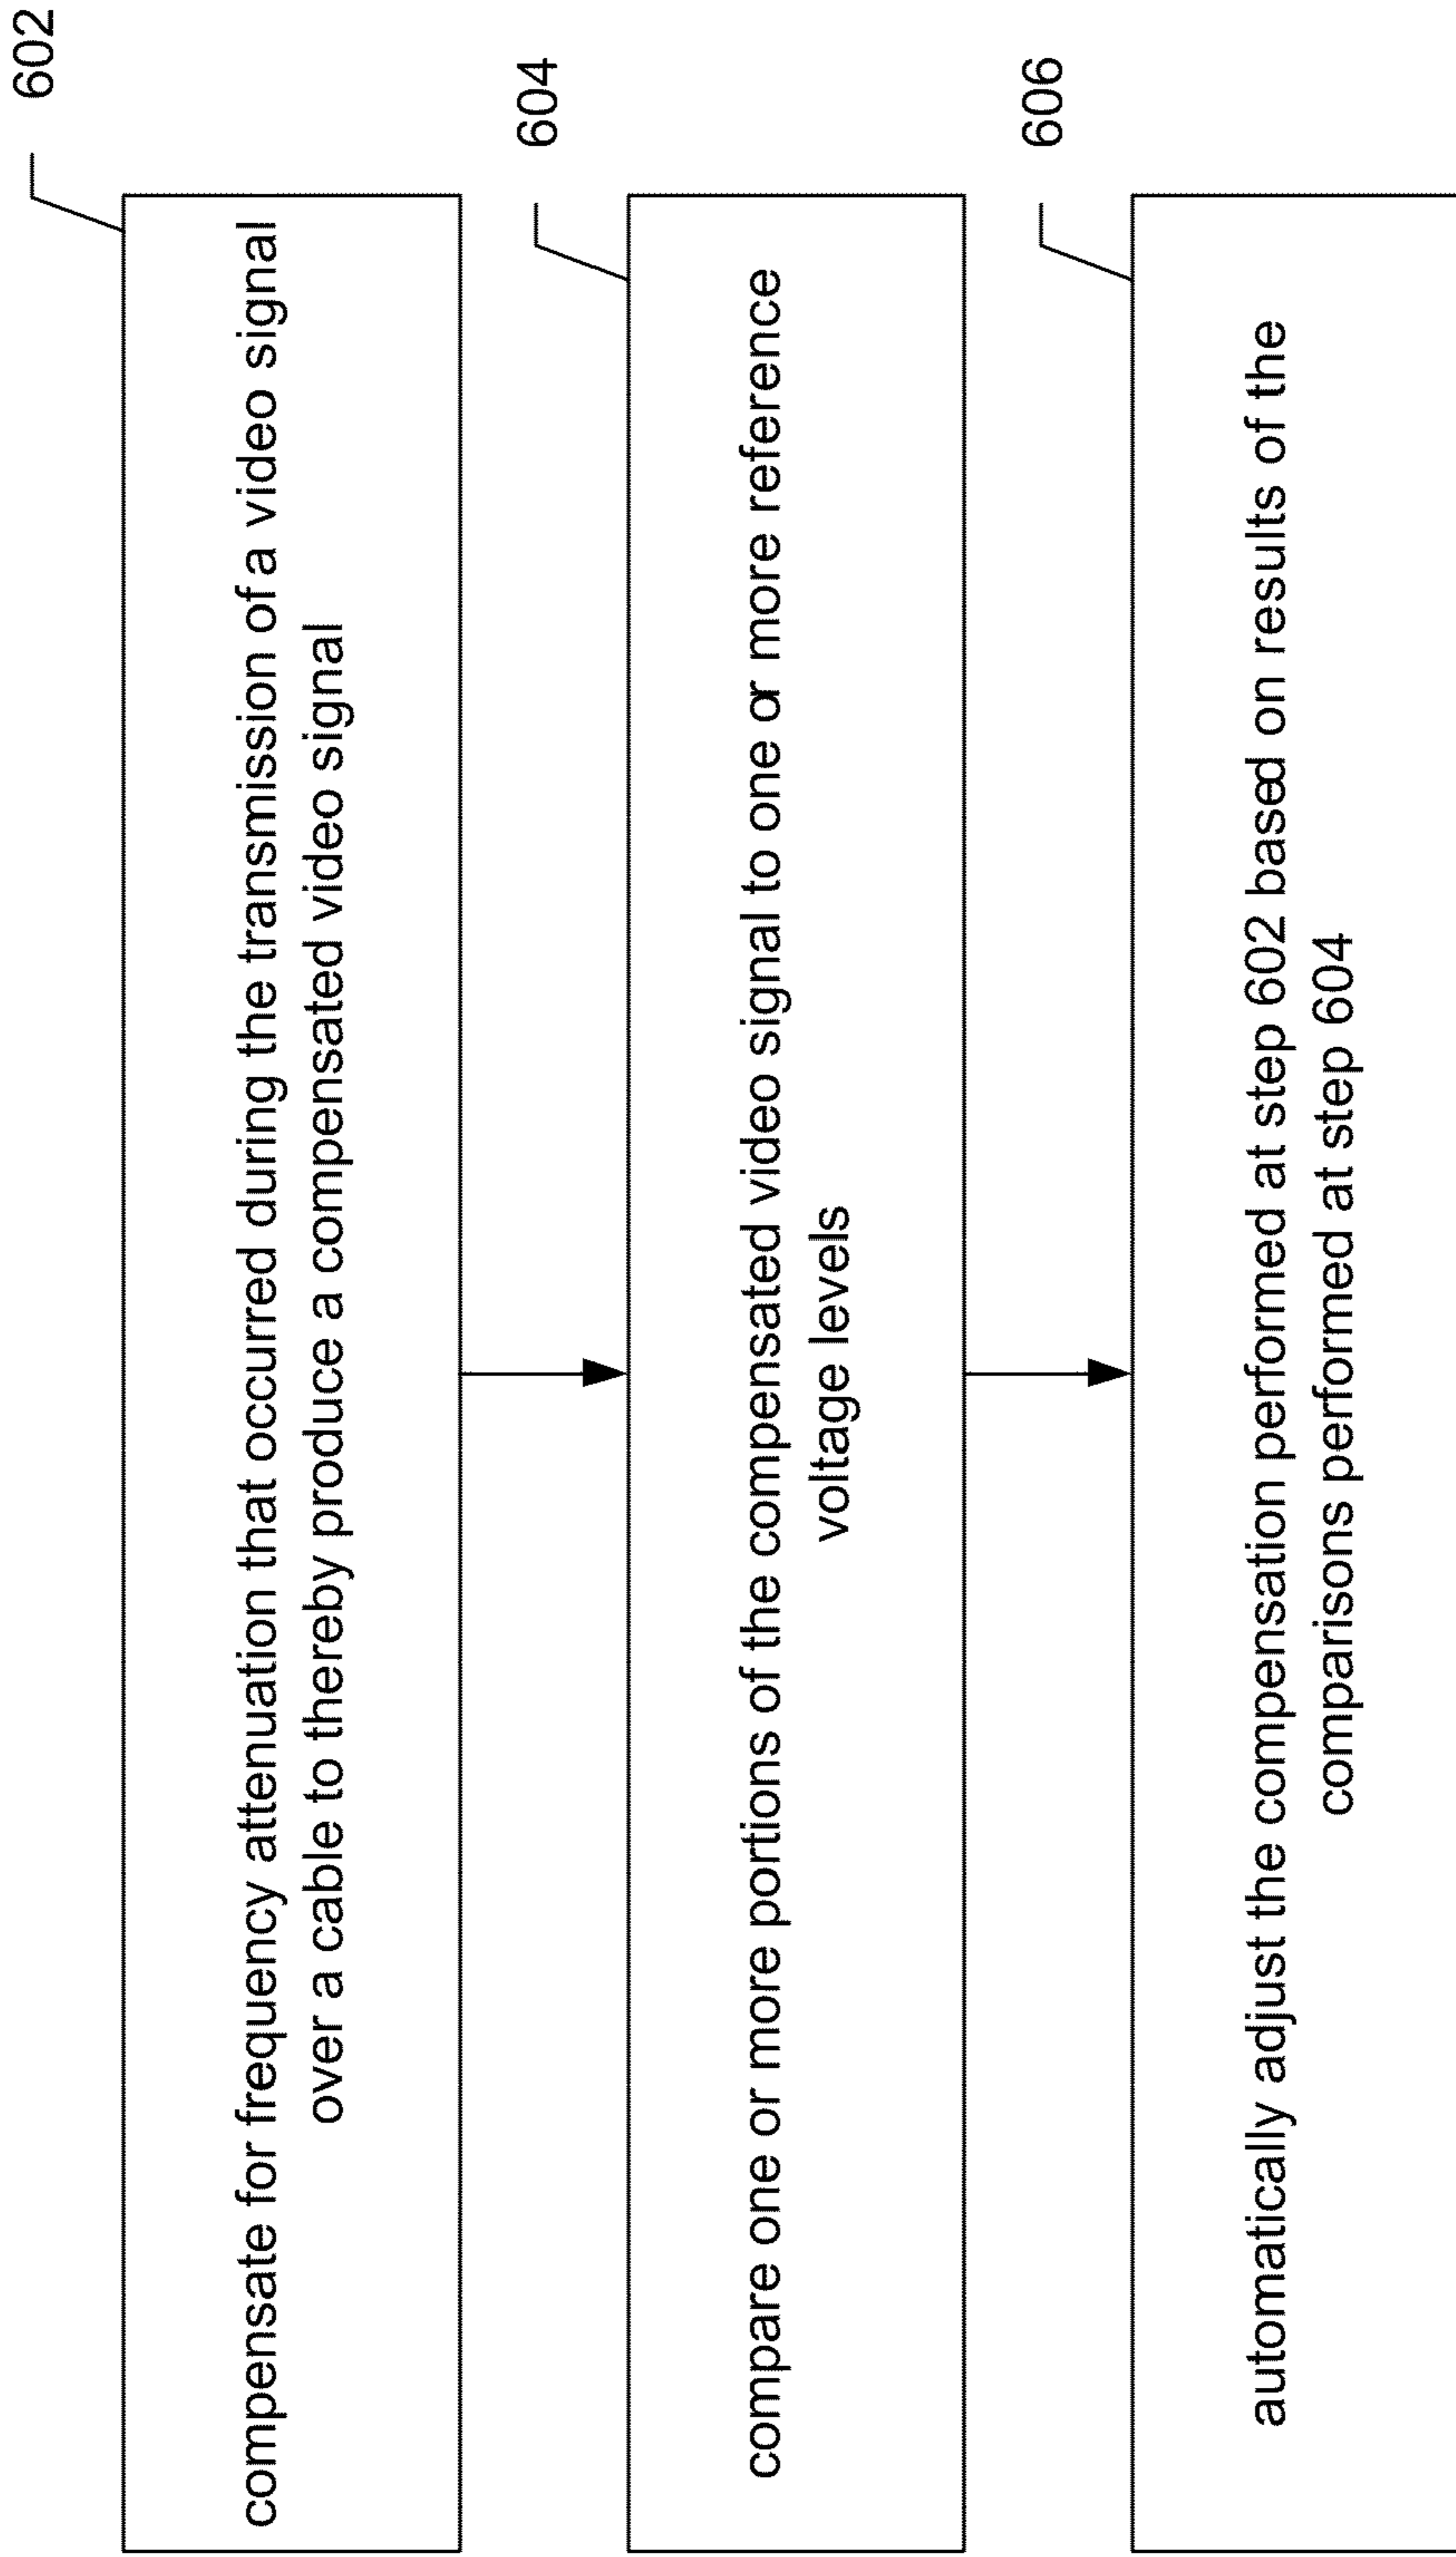 602
compensate for frequency attenuation that occurred during the transmission of a video signal
over a cable to thereby produce a compensated video signal
604
compare one or more portions of the compensated video signal to one or more reference
voltage levels
606
automatically adjust the compensation performed at step 602 based on results of the
comparisons performed at step 604